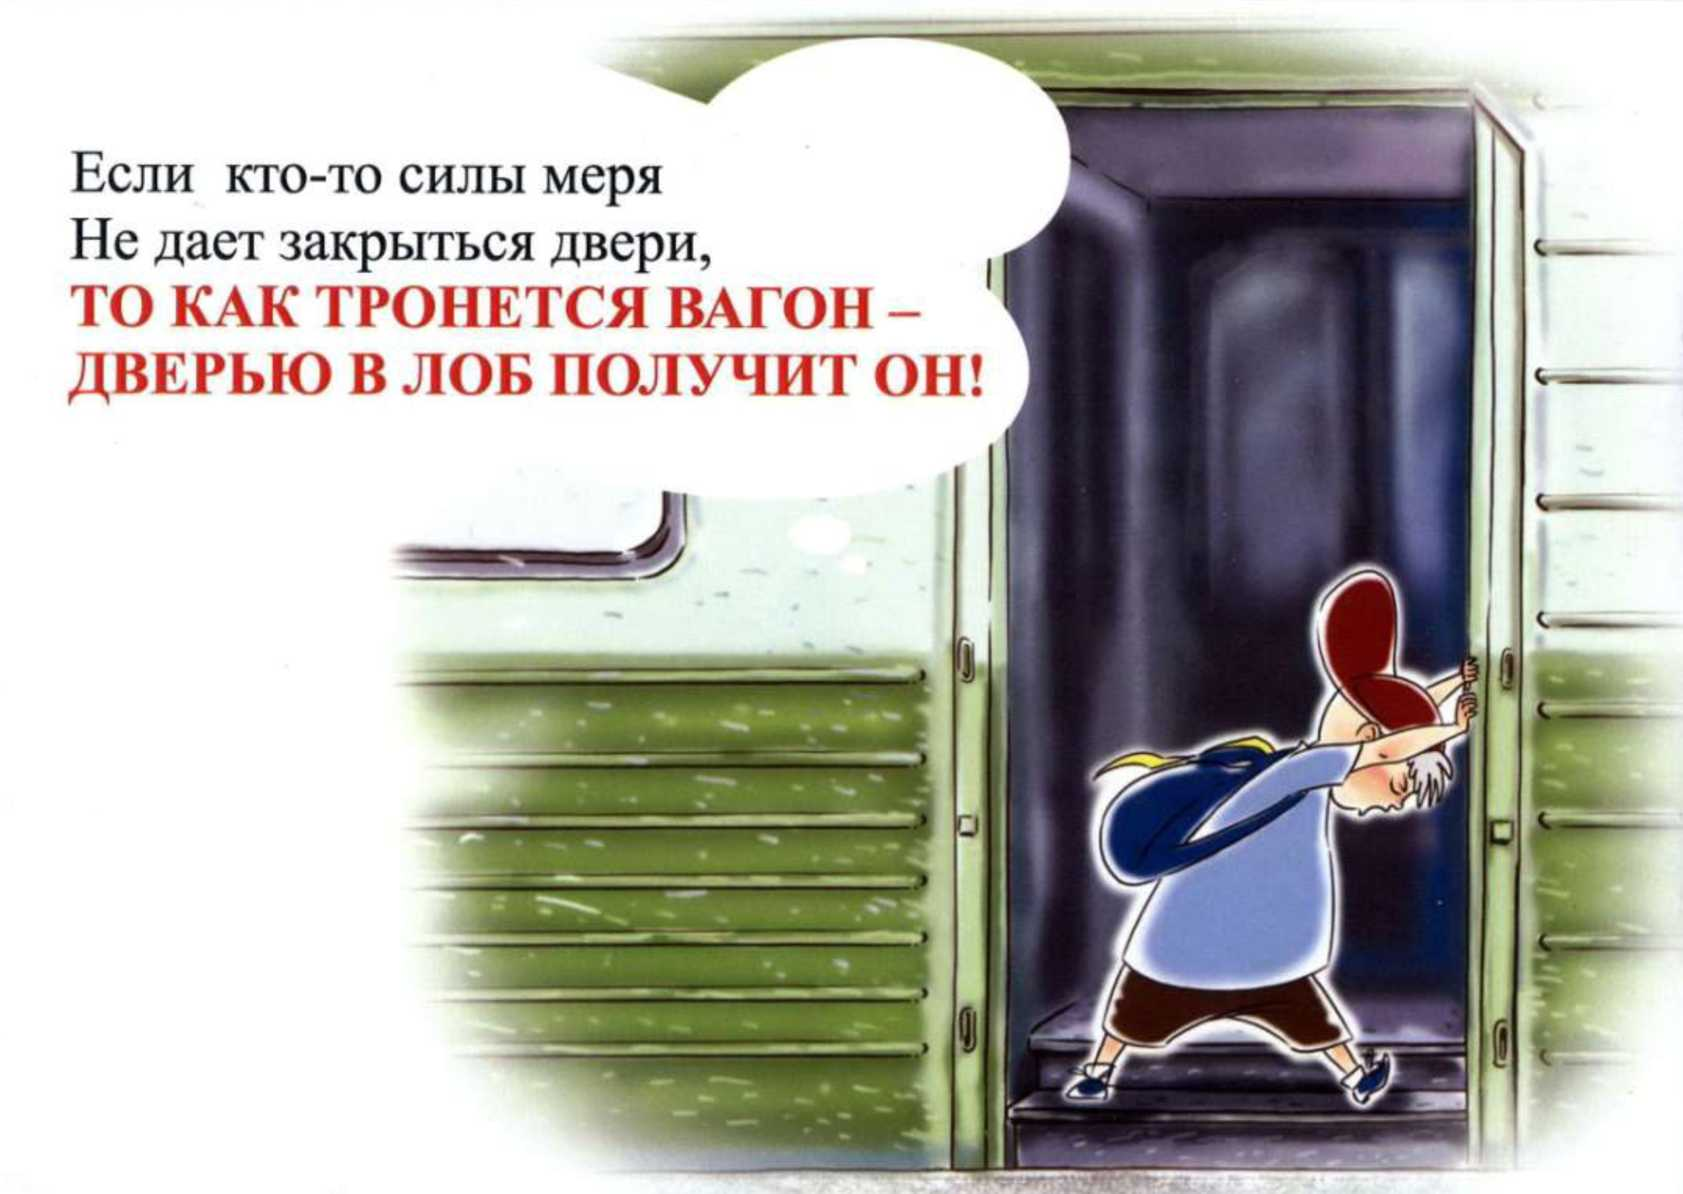 Если кто-то силы меря
Не дает закрыться двери,
ТО КАК ТРОНЕТСЯ ВАГОН –
ДВЕРЬЮ В ЛОБ ПОЛУЧИТ ОН!